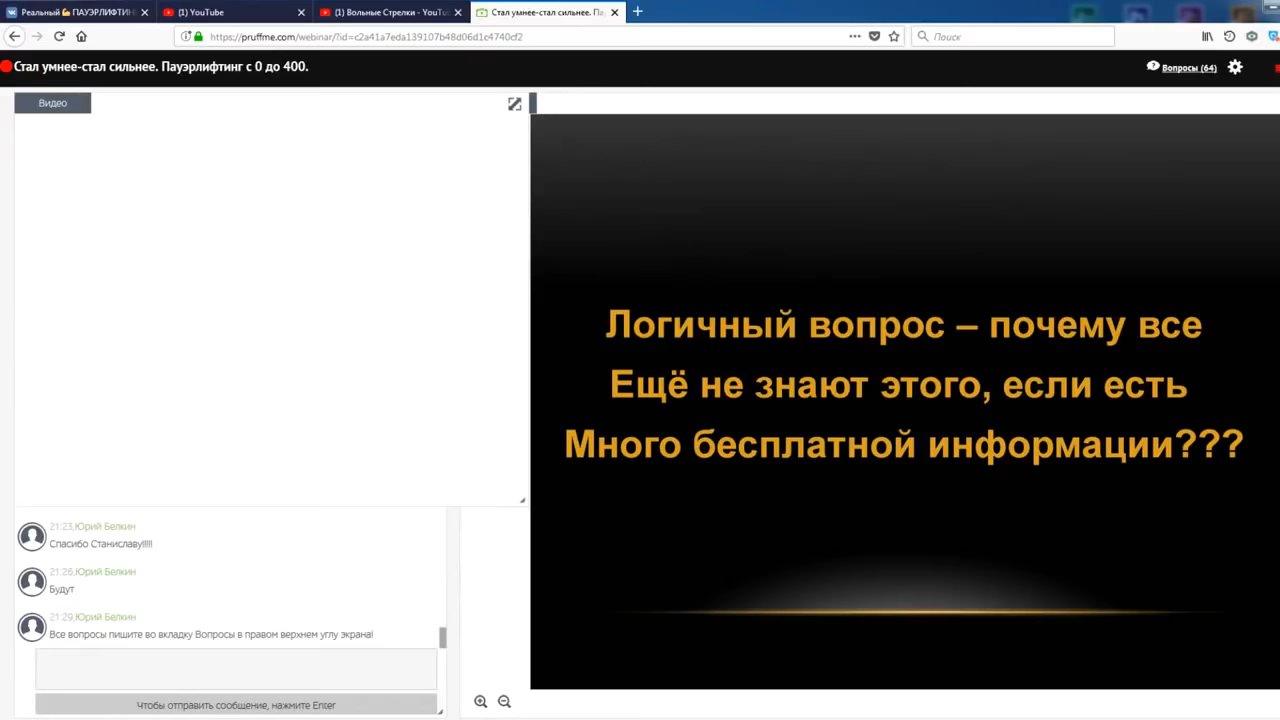 Реальный 💪 ПАУЭРЛИФТИН
(1) YouTube
(1) Вольные Стрелки - YouTu
Стал умнее-стал сильнее. Па
https://pruffme.com/webinar/?id=c2a41a7eda139107b48d06d1c4740cf2
Поиск
Стал умнее-стал сильнее. Пауэрлифтинг с 0 до 400.
Вопросы (64)
Видео
Логичный вопрос – почему все
Ещё не знают этого, если есть
Много бесплатной информации???
21:23,Юрий Белкин
Спасибо Станиславу!!!!!
21:26,Юрий Белкин
Будут
21:29,Юрий Белкин
Все вопросы пишите во вкладку Вопросы в правом верхнем углу экрана!
Чтобы отправить сообщение, нажмите Enter